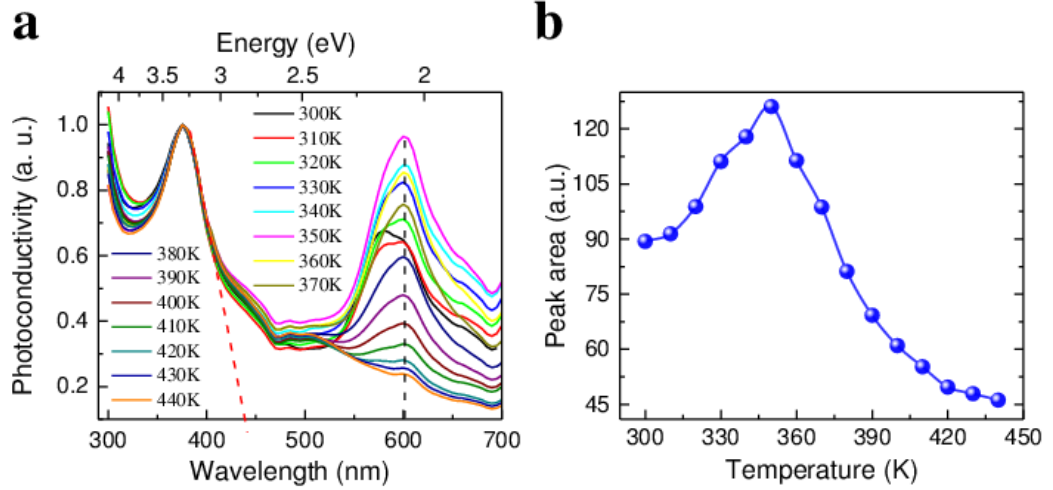 a
Energy (eV)
4 3.5 3 2.5 2
Photoconductivity (a. u.)
1.0
0.8
0.6
0.4
0.2
300K
310K
320K
330K
340K
350K
360K
370K
380K
390K
400K
410K
420K
430K
440K
300 400 500 600 700
Wavelength (nm)
b
Peak area (a.u.)
120
105
90
75
60
45
300 330 360 390 420 450
Temperature (K)